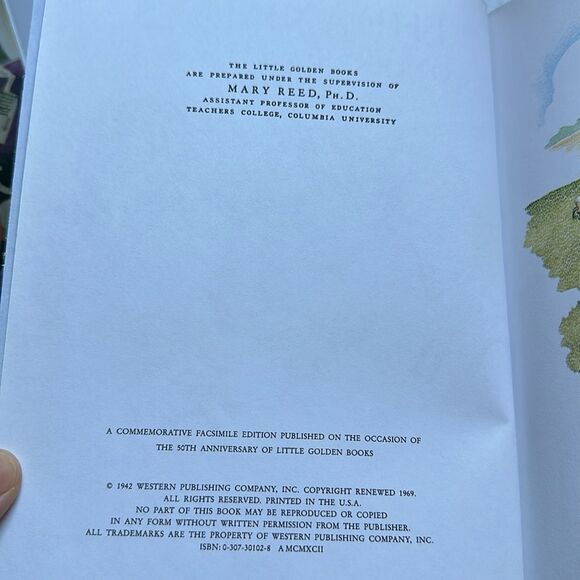 THE LITTLE GOLDEN BOOKS
ARE PREPARED UNDER THE SUPERVISION OF
MARY REED, PH.D.
ASSISTANT PROFESSOR OF EDUCATION
TEACHERS COLLEGE, COLUMBIA UNIVERSITY
A COMMEMORATIVE FACSIMILE EDITION PUBLISHED ON THE OCCASION OF
THE 50TH ANNIVERSARY OF LITTLE GOLDEN BOOKS
© 1942 WESTERN PUBLISHING COMPANY, INC. COPYRIGHT RENEWED 1969.
ALL RIGHTS RESERVED. PRINTED IN THE U.S.A.
NO PART OF THIS BOOK MAY BE REPRODUCED OR COPIED
IN ANY FORM WITHOUT WRITTEN PERMISSION FROM THE PUBLISHER.
ALL TRADEMARKS ARE THE PROPERTY OF WESTERN PUBLISHING COMPANY, INC.
ISBN: 0-307-30102-8 A MCMXCII